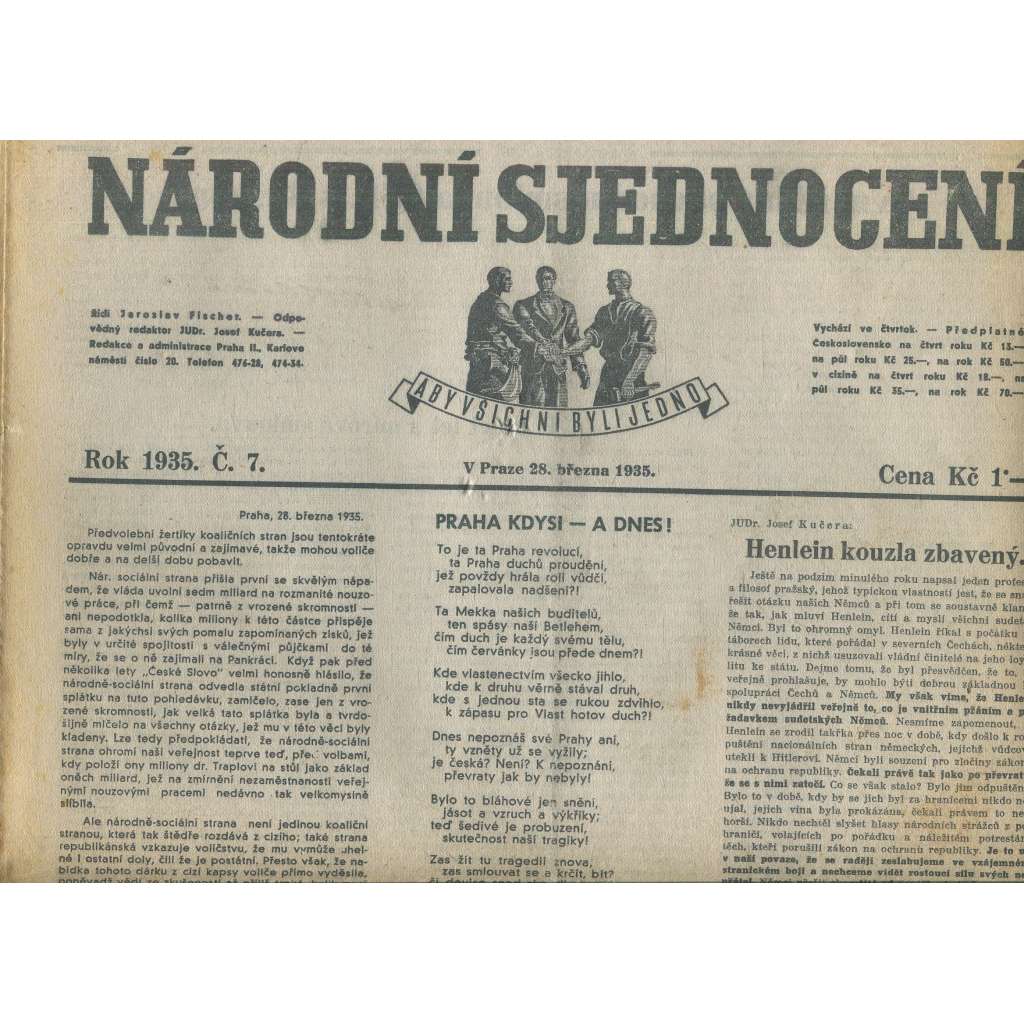 NÁRODNÍ SJEDNOCENÍ
Řídí Jaroslav Fischer. — Odpo-
vědný redaktor JUDr. Josef Kučera. —
Redakce a administrace Praha II., Karlovo
náměstí číslo 20. Telefon 476-28, 474-34.
ABY VŠICHNI BYLI JEDNO
Vychází ve čtvrtek. — Předplatné
Československo na čtvrt roku Kč 13.—
na půl roku Kč 25.—, na rok Kč 50.—
v cizině na čtvrt roku Kč 18.—, na
půl roku Kč 35.—, na rok Kč 70.—
Rok 1935. Č. 7.
V Praze 28. března 1935.
Cena Kč 1·—
Praha, 28. března 1935.
Předvolební žertíky koaličních stran jsou tentokráte
opravdu velmi původní a zajímavé, takže mohou voliče
dobře a na delší dobu pobavit.
Nár. sociální strana přišla první se skvělým nápa-
dem, že vláda uvolní sedm miliard na rozmanité nouzo-
vé práce, při čemž — patrně z vrozené skromnosti —
ani nepodotkla, kolika miliony k této částce přispěje
sama z jakýchsi svých pomalu zapomínaných zisků, jež
byly v určité spojitosti s válečnými půjčkami do té
míry, že se o ně zajímali na Pankráci. Když pak před
několika lety „České Slovo" velmi honosně hlásilo, že
národně-sociální strana odvedla státní pokladně první
splátku na tuto pohledávku, zamlčelo, zase jen z vro-
zené skromnosti, jak velká tato splátka byla a tvrdo-
šíjně mlčelo na všechny otázky, jež mu v této věci byly
kladeny. Lze tedy předpokládati, že národně-sociální
strana ohromí naši veřejnost teprve teď, před volbami,
kdy položí ony miliony dr. Traplovi na stůl jako základ
oněch miliard, jež na zmírnění nezaměstnanosti veřej-
nými nouzovými pracemi nedávno tak velkomyslně
slíbila.
Ale národně-sociální strana není jedinou koaliční
stranou, která tak štědře rozdává z cizího; také strana
republikánská vzkazuje voličstvu, že mu vymůže uhel-
né i ostatní doly, čili že je postátní. Přesto však, že na-
bídka tohoto dárku z cizí kapsy voliče přímo vyděsila,
PRAHA KDYSI — A DNES!
To je ta Praha revolucí,
ta Praha duchů proudění,
jež povždy hrála roli vůdčí,
zapalovala nadšení?!
Ta Mekka našich buditelů,
ten spásy naší Betlehem,
čím duch je každý svému tělu,
čím červánky jsou přede dnem?!
Kde vlastenectvím všecko jihlo,
kde k druhu věrně stával druh,
kde s jednou sta se rukou zdvihlo,
k zápasu pro Vlast hotov duch?!
Dnes nepoznáš své Prahy ani,
ty vzněty už se vyžily;
je česká? Není? K nepoznání,
převraty jak by nebyly!
Bylo to bláhové jen snění,
jásot a vzruch a výkřiky;
teď šedivé je probuzení,
skutečnost naší tragiky!
Zas žít tu tragedii znova,
zas smlouvat se a krčit, bít?
JUDr. Josef Kučera:
Henlein kouzla zbavený.
Ještě na podzim minulého roku napsal jeden profes
a filosof pražský, jehož typickou vlastností jest, že se sna
řešit otázku našich Němců a při tom se soustavně klam
že tak, jak mluví Henlein, cítí a myslí všichni sudet
Němci. Byl to ohromný omyl. Henlein říkal s počátku
táborech lidu, které pořádal v severních Čechách, někte
krásné věci, z nichž usuzovali vládní činitelé na jeho loy
litu ke státu. Dejme tomu, že byl přesvědčen, že to,
veřejně prohlašuje, by mohlo býti dobrou základnou
spolupráci Čechů a Němců. My však víme, že Henle
nikdy nevyjádřil veřejně to, co je vnitřním přáním a p
žadavkem sudetských Němců. Nesmíme zapomenout,
Henlein se zrodil takřka přes noc v době, kdy došlo k ro
puštění nacionálních stran německých, jejichž vůdcov
utekli k Hitlerovi. Němci byli souzeni pro zločiny zákon
na ochranu republiky. Čekali právě tak jako po převrat
že se s nimi zatočí. Co se však stalo? Bylo jim odpuštěn
Bylo to v době, kdy by se jich byl za hranicemi nikdo ne
ujal, jejich vina byla prokázána, čekali právem to nej
horší. Nikdo nechtěl slyšet hlasy národních strážců z po
hraničí, volajících po pořádku a náležitém potrestán
těch, kteří porušili zákon na ochranu republiky. Je to u
v naší povaze, že se raději zeslabujeme ve vzájemném
stranickém boji a nechceme vidět rostoucí sílu svých ne